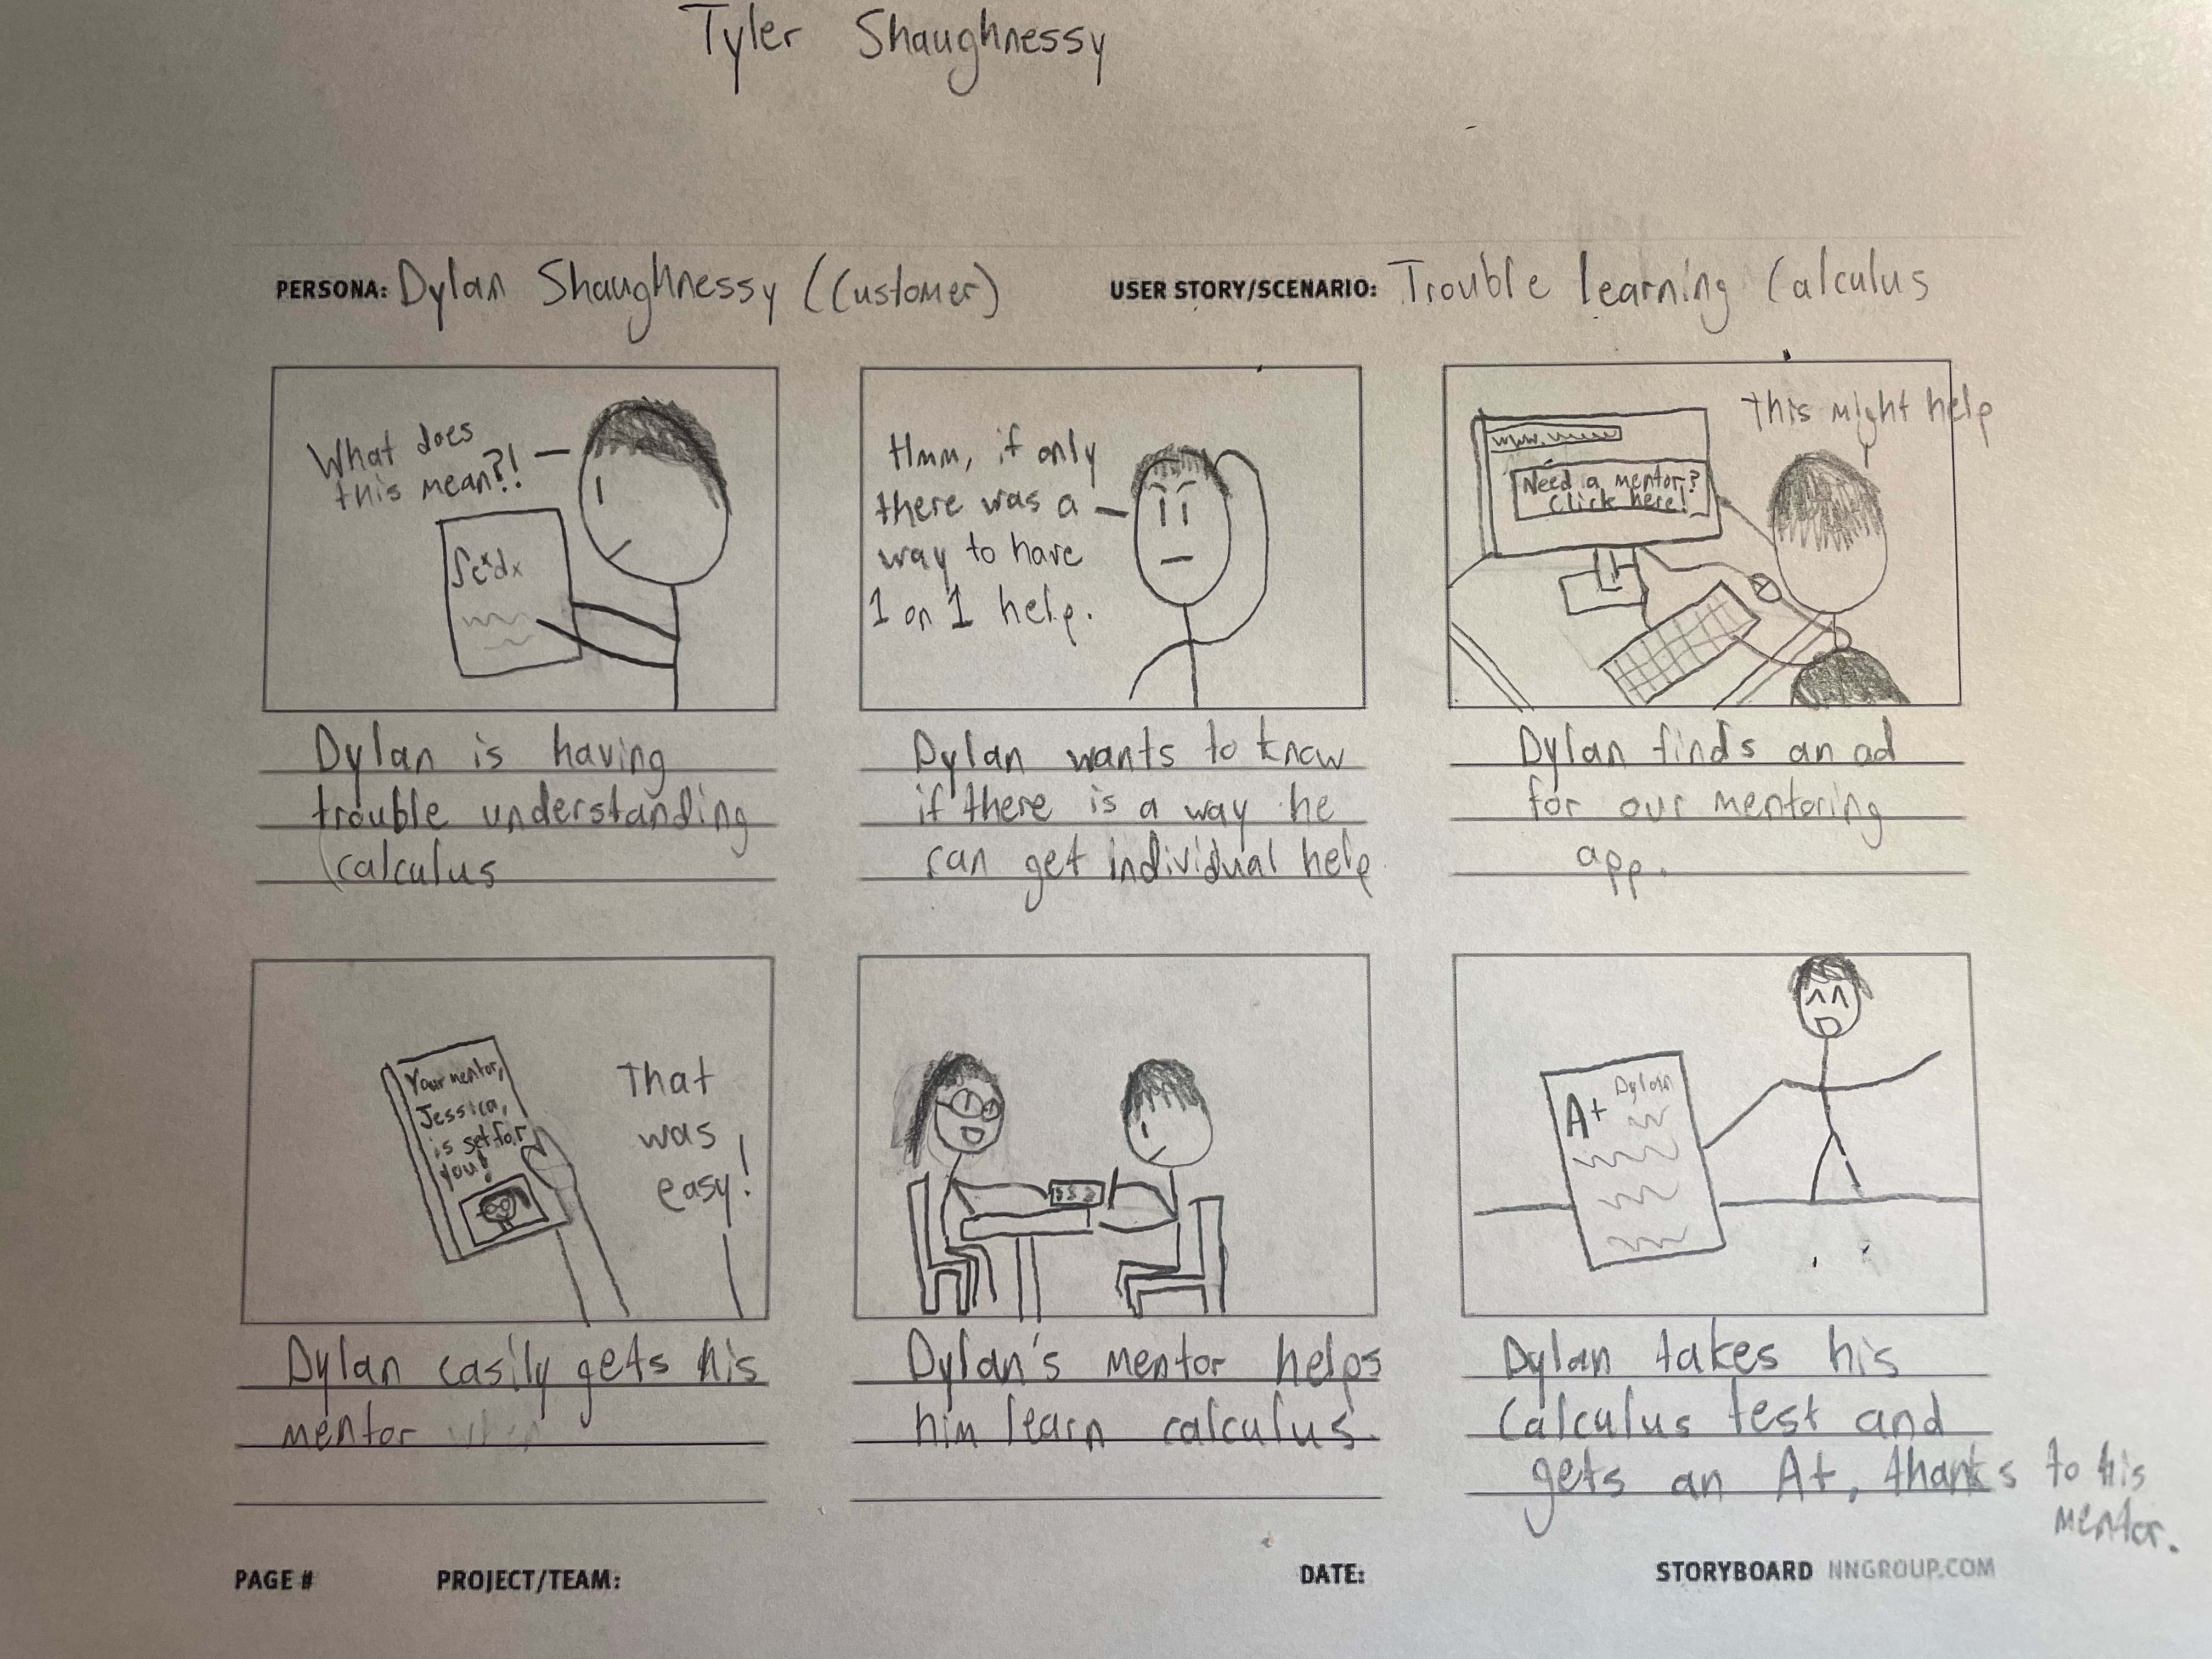 Tyler Shaughnessy
PERSONA: Dylan Shaughnessy (Customer)
USER STORY/SCENARIO: Trouble learning Calculus
What does
this mean?!
∫e^x dx
Dylan is having
trouble understanding
Calculus
Hmm, if only
there was a
way to have
1 on 1 help.
Dylan wants to know
if there is a way he
can get individual help
This might help
Need a mentor?
Click here!
Dylan finds an ad
for our mentoring
app.
Your mentor,
Jessica,
is set for
you!
That
was
easy!
Dylan easily gets his
mentor
Dylan's mentor helps
him learn calculus.
Dylan
A+
Dylan takes his
Calculus test and
gets an A+, thanks to his
mentor.
PAGE #
PROJECT/TEAM:
DATE:
STORYBOARD NNGROUP.COM